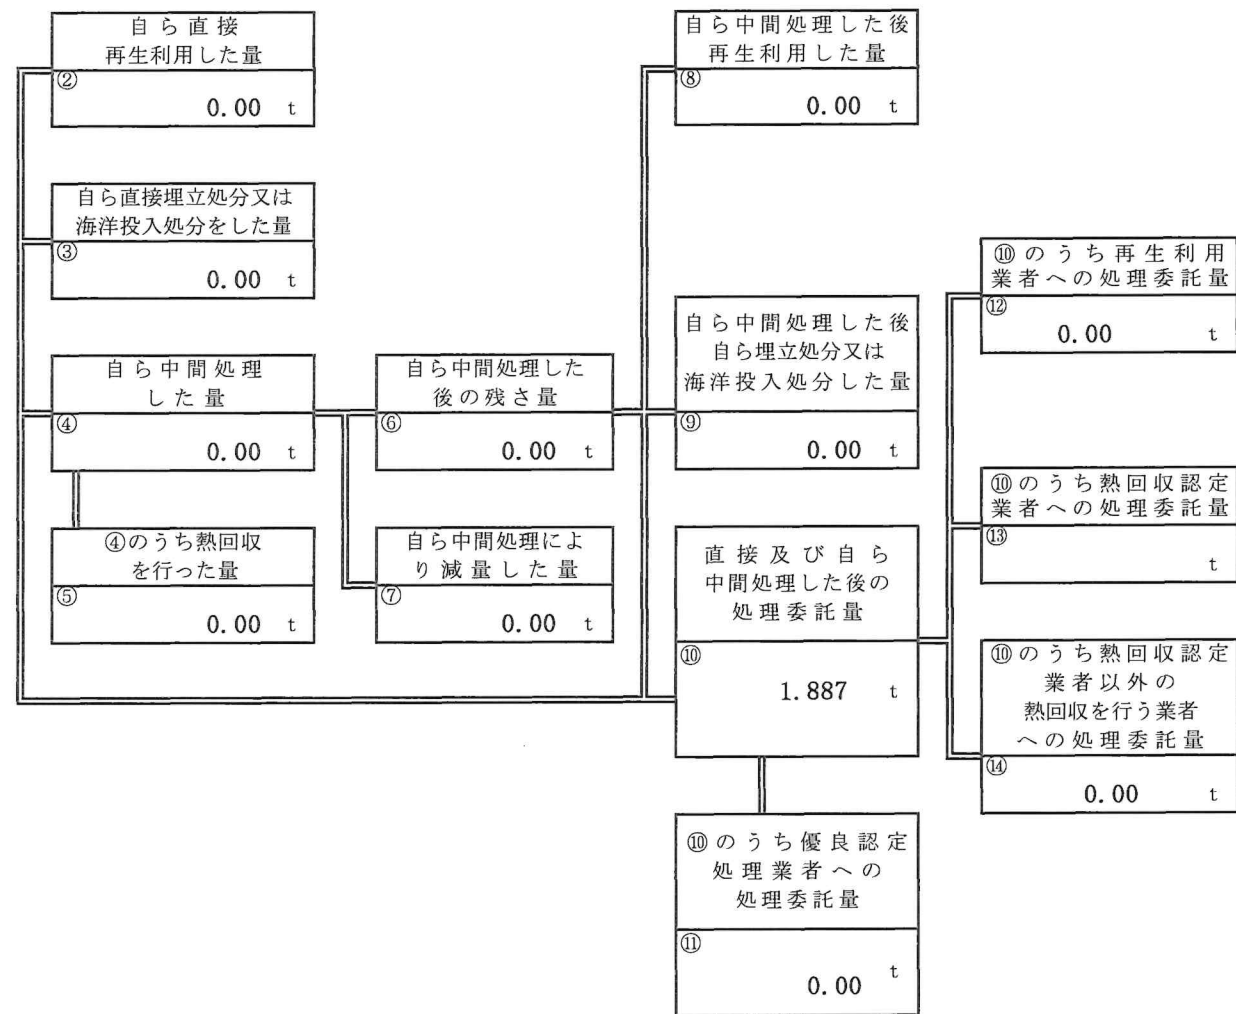 自ら直接
再生利用した量
②
0.00 t
自ら直接埋立処分又は
海洋投入処分をした量
③
0.00 t
自ら中間処理
した量
④
0.00 t
④のうち熱回収
を行った量
⑤
0.00 t
自ら中間処理した
後の残さ量
⑥
0.00 t
自ら中間処理によ
り減量した量
⑦
0.00 t
自ら中間処理した後
再生利用した量
⑧
0.00 t
自ら中間処理した後
自ら埋立処分又は
海洋投入処分した量
⑨
0.00 t
直接及び自ら
中間処理した後の
処理委託量
⑩
1.887 t
⑩のうち優良認定
処理業者への
処理委託量
⑪
0.00 t
⑩のうち再生利用
業者への処理委託量
⑫
0.00 t
⑩のうち熱回収認定
業者への処理委託量
⑬
t
⑩のうち熱回収認定
業者以外の
熱回収を行う業者
への処理委託量
⑭
0.00 t